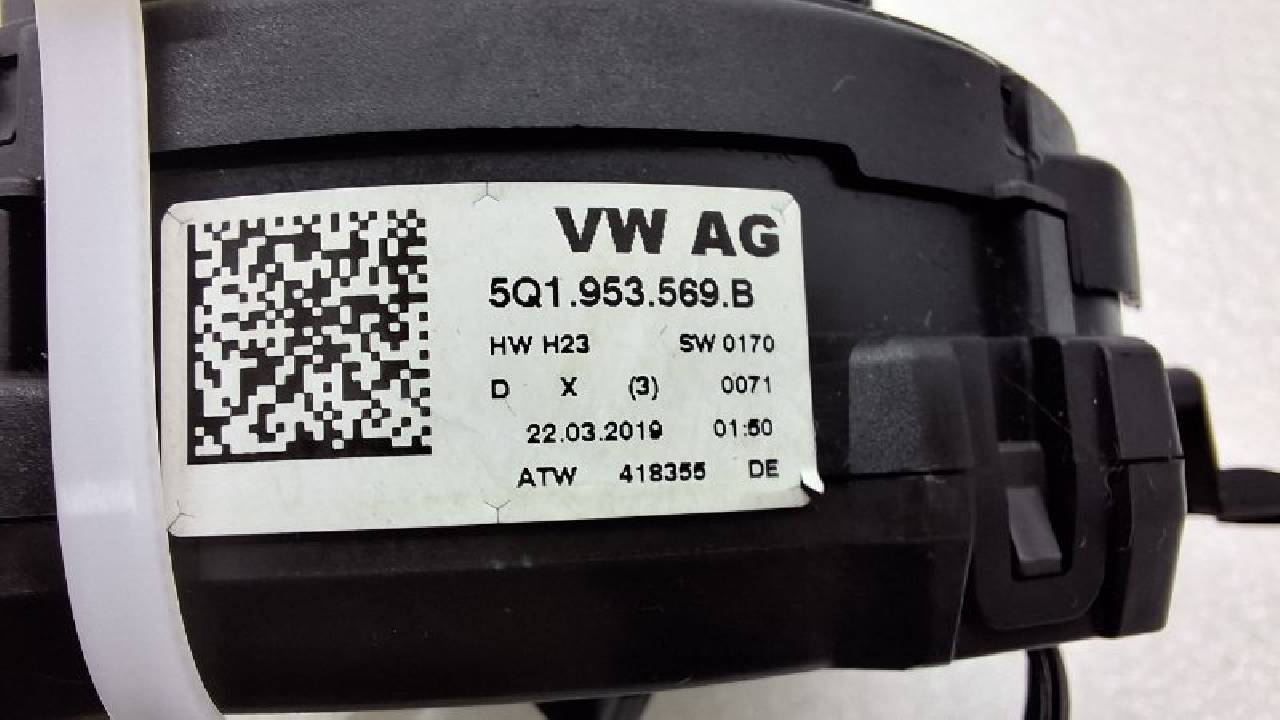 VW AG
5Q1.953.569.B
HW H23 SW 0170
D X (3) 0071
22.03.2019 01:50
ATW 418355 DE